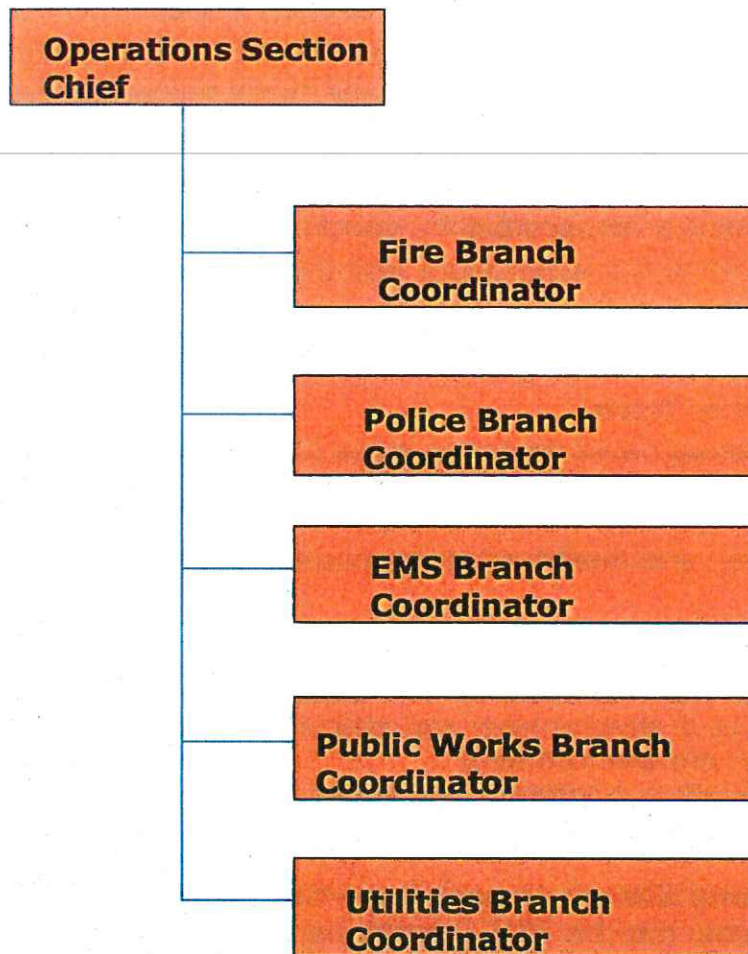 Operations Section
Chief
Fire Branch
Coordinator
Police Branch
Coordinator
EMS Branch
Coordinator
Public Works Branch
Coordinator
Utilities Branch
Coordinator